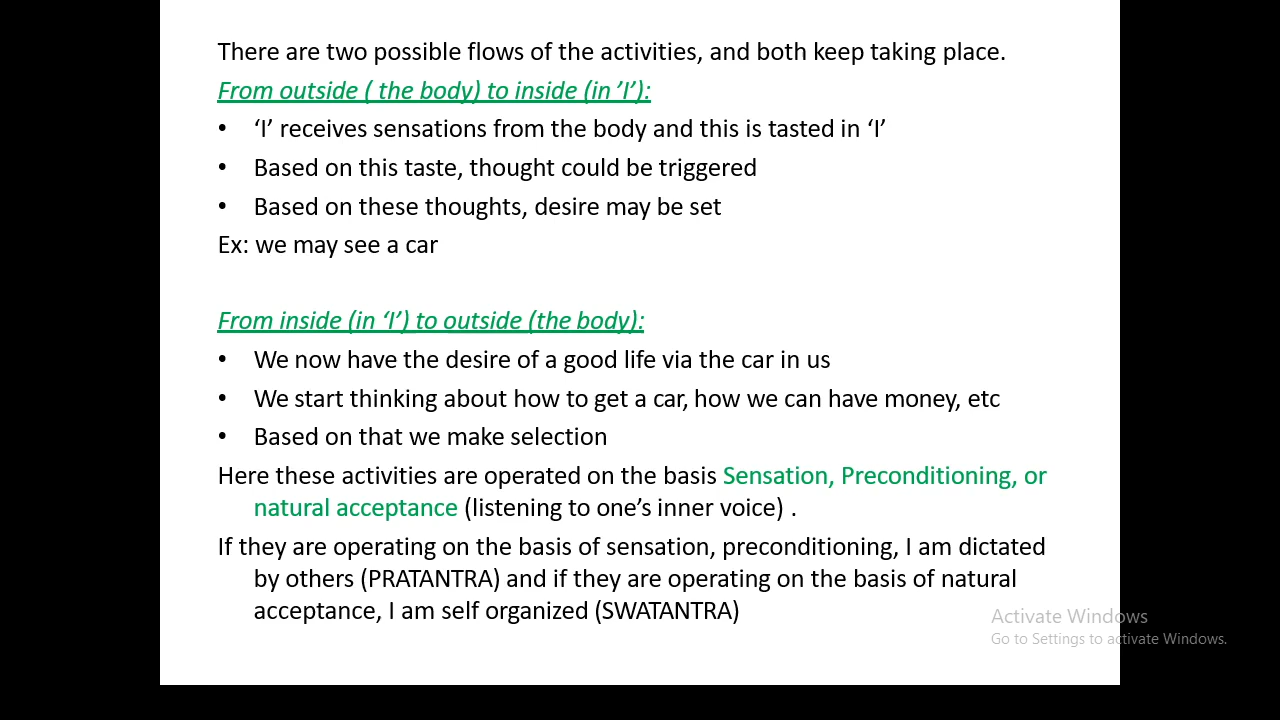 There are two possible flows of the activities, and both keep taking place.
From outside ( the body) to inside (in ’I’):
• ‘I’ receives sensations from the body and this is tasted in ‘I’
• Based on this taste, thought could be triggered
• Based on these thoughts, desire may be set
Ex: we may see a car
From inside (in ‘I’) to outside (the body):
• We now have the desire of a good life via the car in us
• We start thinking about how to get a car, how we can have money, etc
• Based on that we make selection
Here these activities are operated on the basis Sensation, Preconditioning, or
natural acceptance (listening to one’s inner voice) .
If they are operating on the basis of sensation, preconditioning, I am dictated
by others (PRATANTRA) and if they are operating on the basis of natural
acceptance, I am self organized (SWATANTRA)
Activate Windows
Go to Settings to activate Windows.